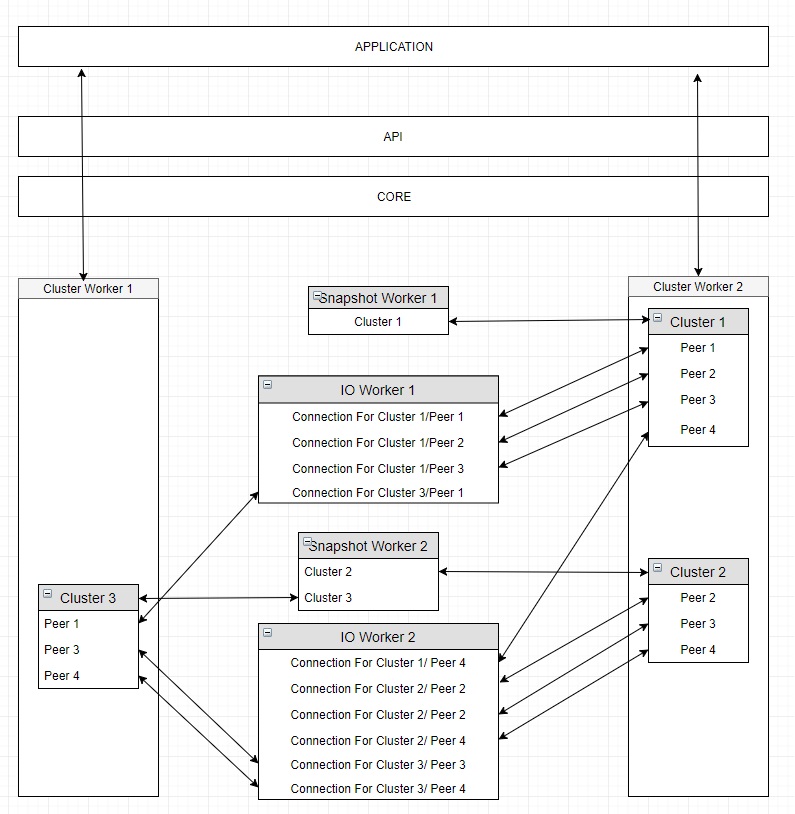 APPLICATION
API
CORE
Cluster Worker 1
Cluster 3
Peer 1
Peer 3
Peer 4
Snapshot Worker 1
Cluster 1
IO Worker 1
Connection For Cluster 1/Peer 1
Connection For Cluster 1/Peer 2
Connection For Cluster 1/Peer 3
Connection For Cluster 3/Peer 1
Snapshot Worker 2
Cluster 2
Cluster 3
IO Worker 2
Connection For Cluster 1/ Peer 4
Connection For Cluster 2/ Peer 2
Connection For Cluster 2/ Peer 2
Connection For Cluster 2/ Peer 4
Connection For Cluster 3/ Peer 3
Connection For Cluster 3/ Peer 4
Cluster Worker 2
Cluster 1
Peer 1
Peer 2
Peer 3
Peer 4
Cluster 2
Peer 2
Peer 3
Peer 4